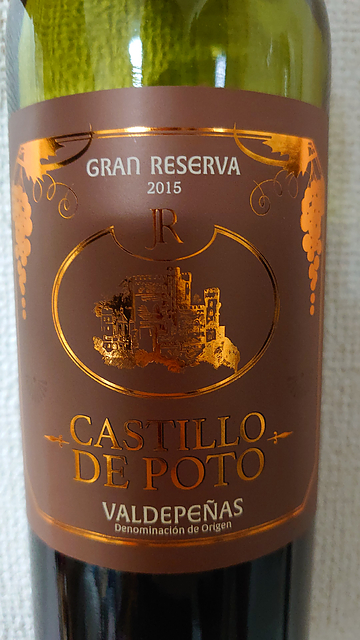 GRAN RESERVA
2015
JR
CASTILLO
DE POTO
VALDEPEÑAS
Denominación de Origen